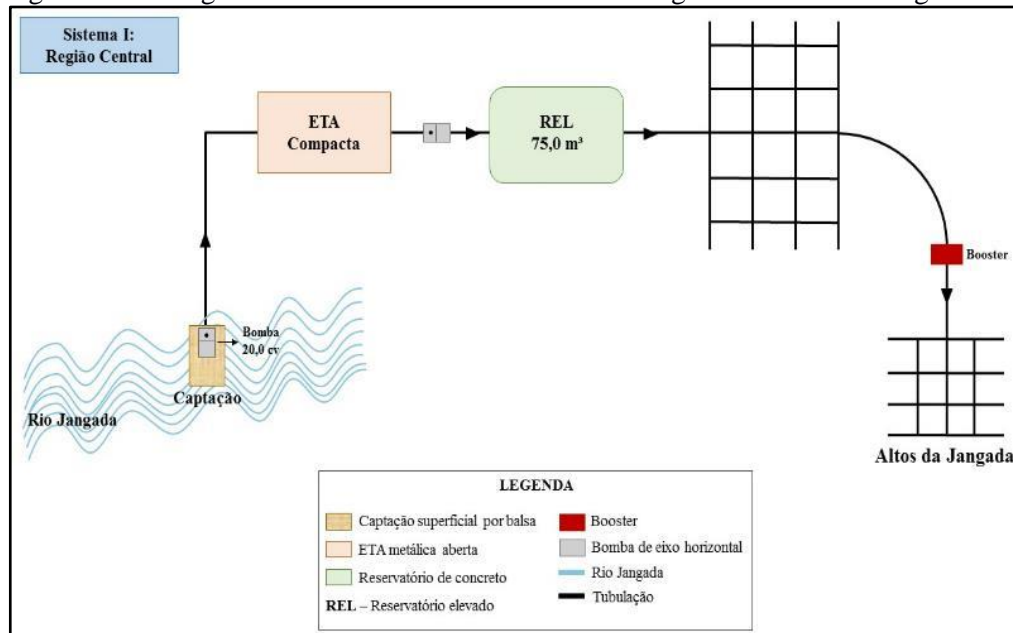 Sistema I:
Região Central
ETA
Compacta
REL
75,0 m³
Booster
Bomba
20,0 cv
Captação
Rio Jangada
Altos da Jangada
LEGENDA
Captação superficial por balsa
ETA metálica aberta
Reservatório de concreto
REL – Reservatório elevado
Booster
Bomba de eixo horizontal
Rio Jangada
Tubulação